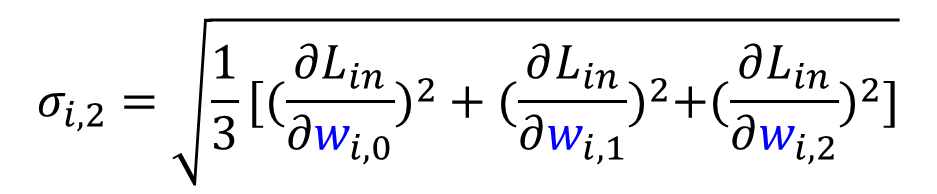 σ_{i,2} = √(1/3 [(∂L_{in}/∂w_{i,0})² + (∂L_{in}/∂w_{i,1})² + (∂L_{in}/∂w_{i,2})²])